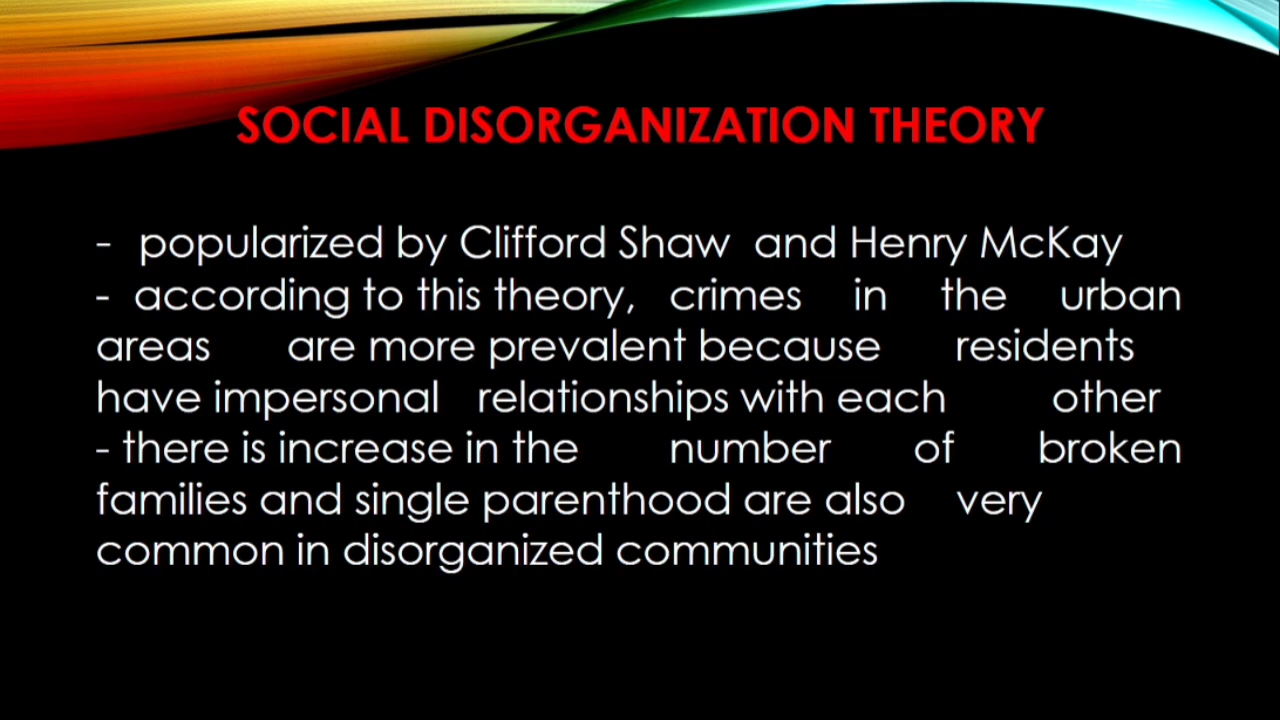 SOCIAL DISORGANIZATION THEORY
- popularized by Clifford Shaw and Henry McKay
- according to this theory, crimes in the urban
areas are more prevalent because residents
have impersonal relationships with each other
- there is increase in the number of broken
families and single parenthood are also very
common in disorganized communities